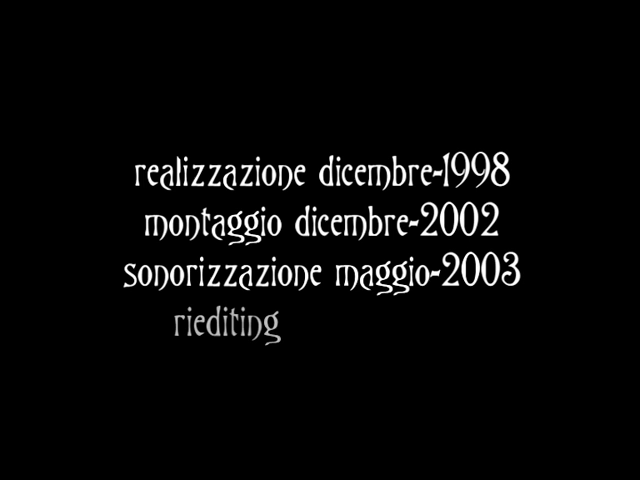 realizzazione dicembre-1998
montaggio dicembre-2002
sonorizzazione maggio-2003
riediting